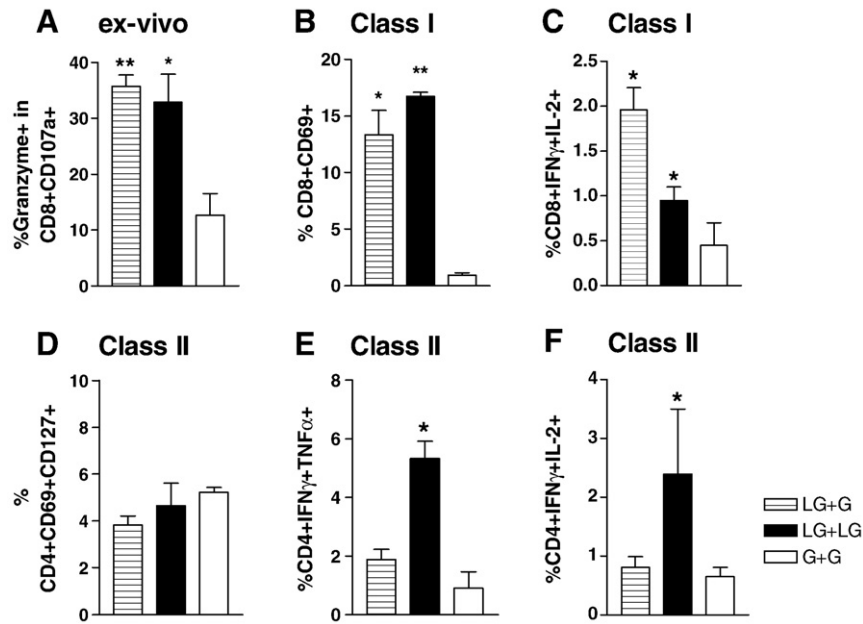 A ex-vivo
%Granzyme+ in
CD8+CD107a+
40
30
20
10
0
**
*
B Class I
% CD8+CD69+
20
15
10
5
0
*
**
C Class I
%CD8+IFNγ+IL-2+
2.5
2.0
1.5
1.0
0.5
0.0
*
*
D Class II
%
CD4+CD69+CD127+
10
8
6
4
2
0
E Class II
%CD4+IFNγ+TNFα+
8
6
4
2
0
*
F Class II
%CD4+IFNγ+IL-2+
4
3
2
1
0
*
LG+G
LG+LG
G+G